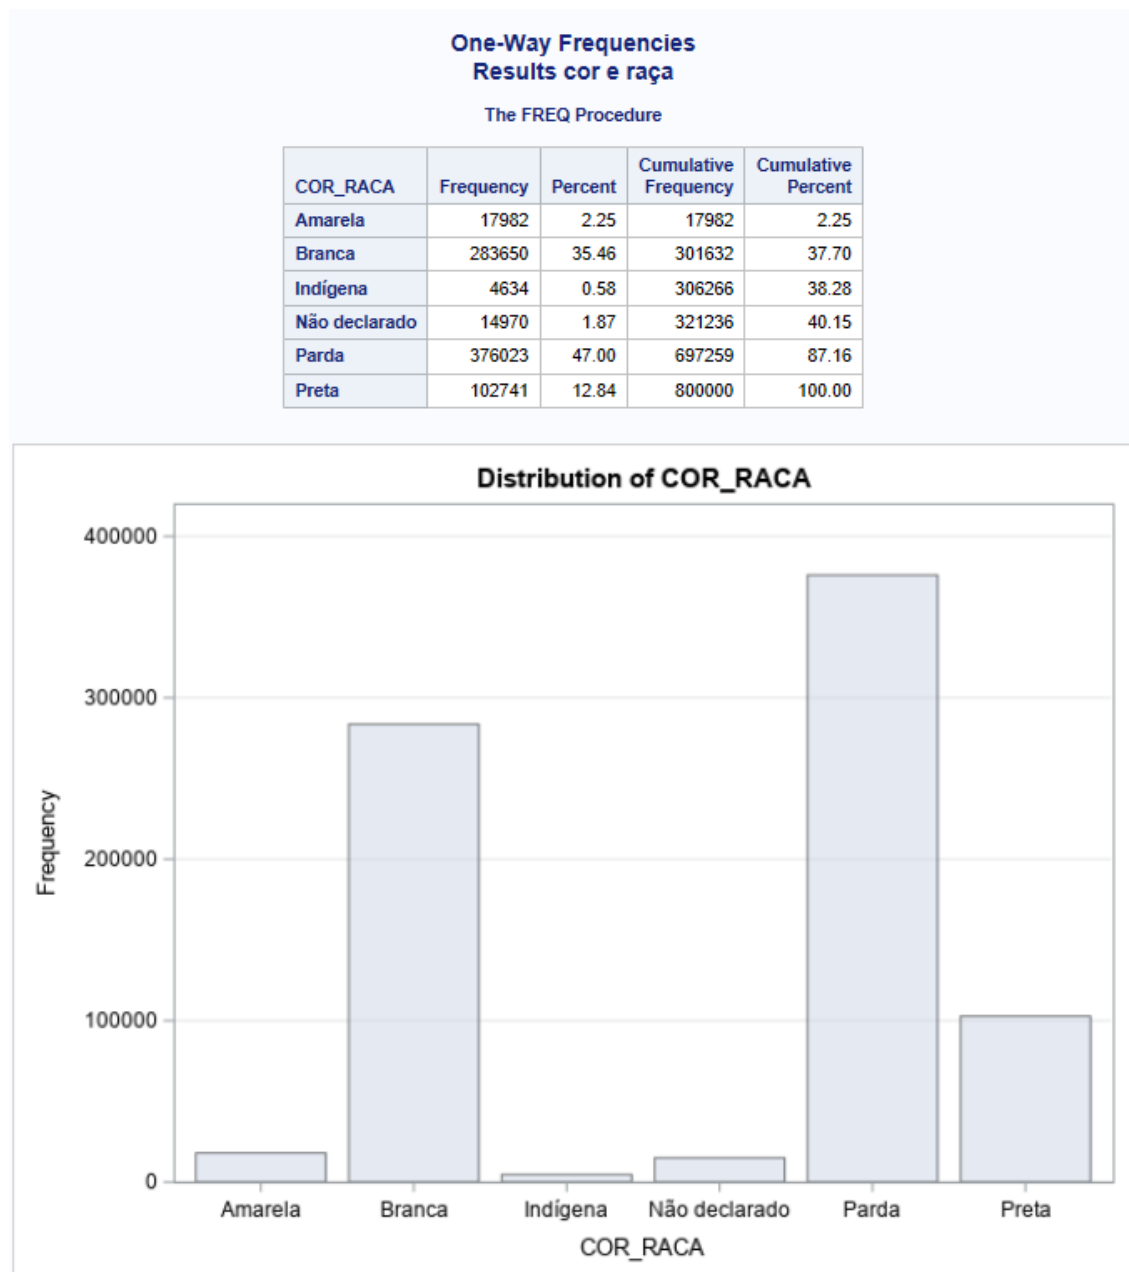 One-Way Frequencies
Results cor e raça
The FREQ Procedure
COR_RACA Frequency Percent Cumulative Frequency Cumulative Percent
Amarela 17982 2.25 17982 2.25
Branca 283650 35.46 301632 37.70
Indígena 4634 0.58 306266 38.28
Não declarado 14970 1.87 321236 40.15
Parda 376023 47.00 697259 87.16
Preta 102741 12.84 800000 100.00
Distribution of COR_RACA
400000
300000
200000
100000
0
Frequency
Amarela Branca Indígena Não declarado Parda Preta
COR_RACA